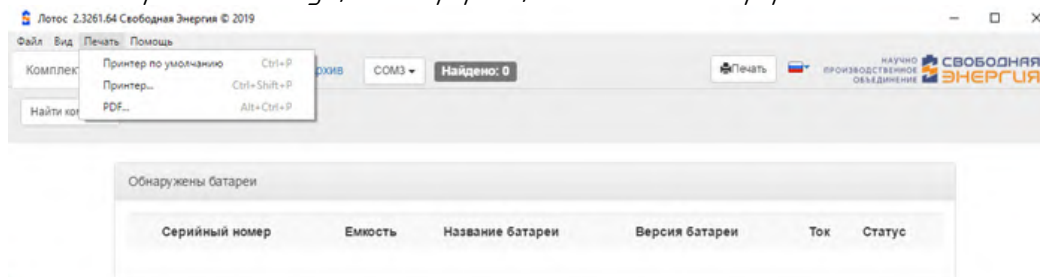 Лотос 2.3261.64 Свободная Энергия © 2019
Файл Вид Печать Помощь
Принтер по умолчанию Ctrl+P
Принтер... Ctrl+Shift+P
PDF... Alt+Ctrl+P
Комплек
рхив
COM3
Найдено: 0
Печать
НАУЧНО
ПРОИЗВОДСТВЕННОЕ
ОБЪЕДИНЕНИЕ
СВОБОДНАЯ
ЭНЕРГИЯ
Найти ко
Обнаружены батареи
Серийный номер Емкость Название батареи Версия батареи Ток Статус